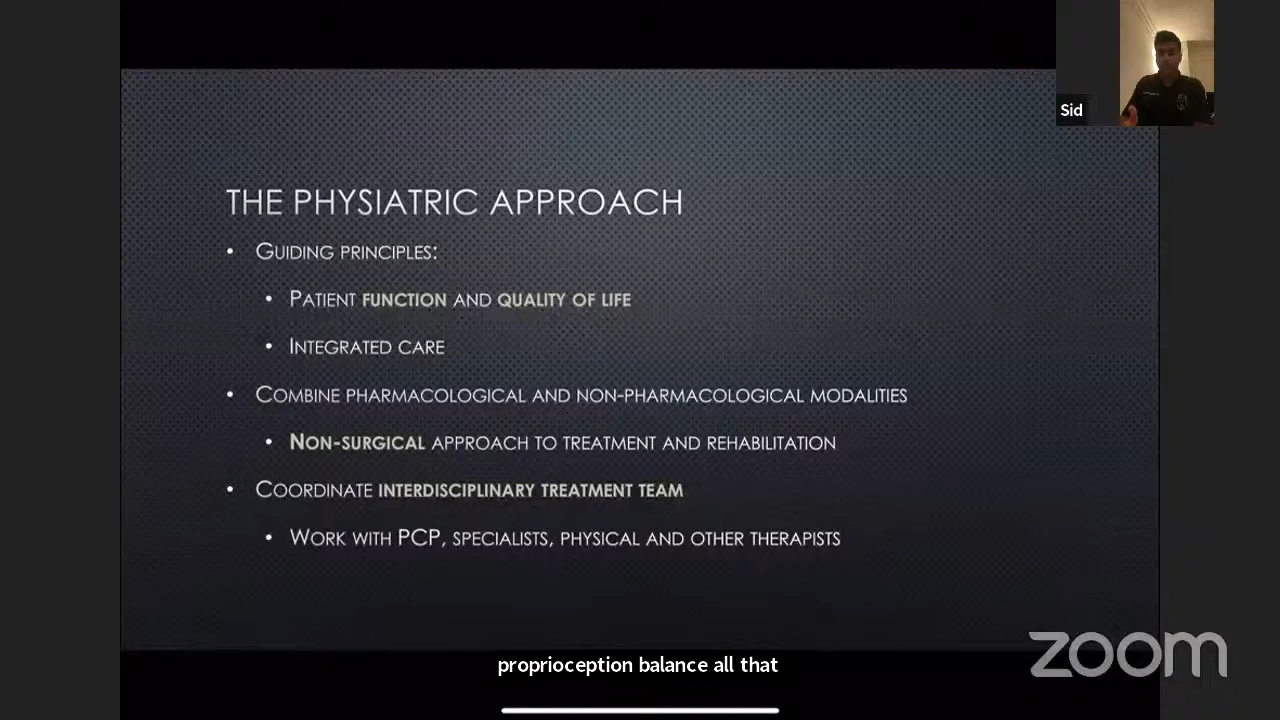 Sid
THE PHYSIATRIC APPROACH
• GUIDING PRINCIPLES:
• PATIENT FUNCTION AND QUALITY OF LIFE
• INTEGRATED CARE
• COMBINE PHARMACOLOGICAL AND NON-PHARMACOLOGICAL MODALITIES
• NON-SURGICAL APPROACH TO TREATMENT AND REHABILITATION
• COORDINATE INTERDISCIPLINARY TREATMENT TEAM
• WORK WITH PCP, SPECIALISTS, PHYSICAL AND OTHER THERAPISTS
zoom
proprioception balance all that